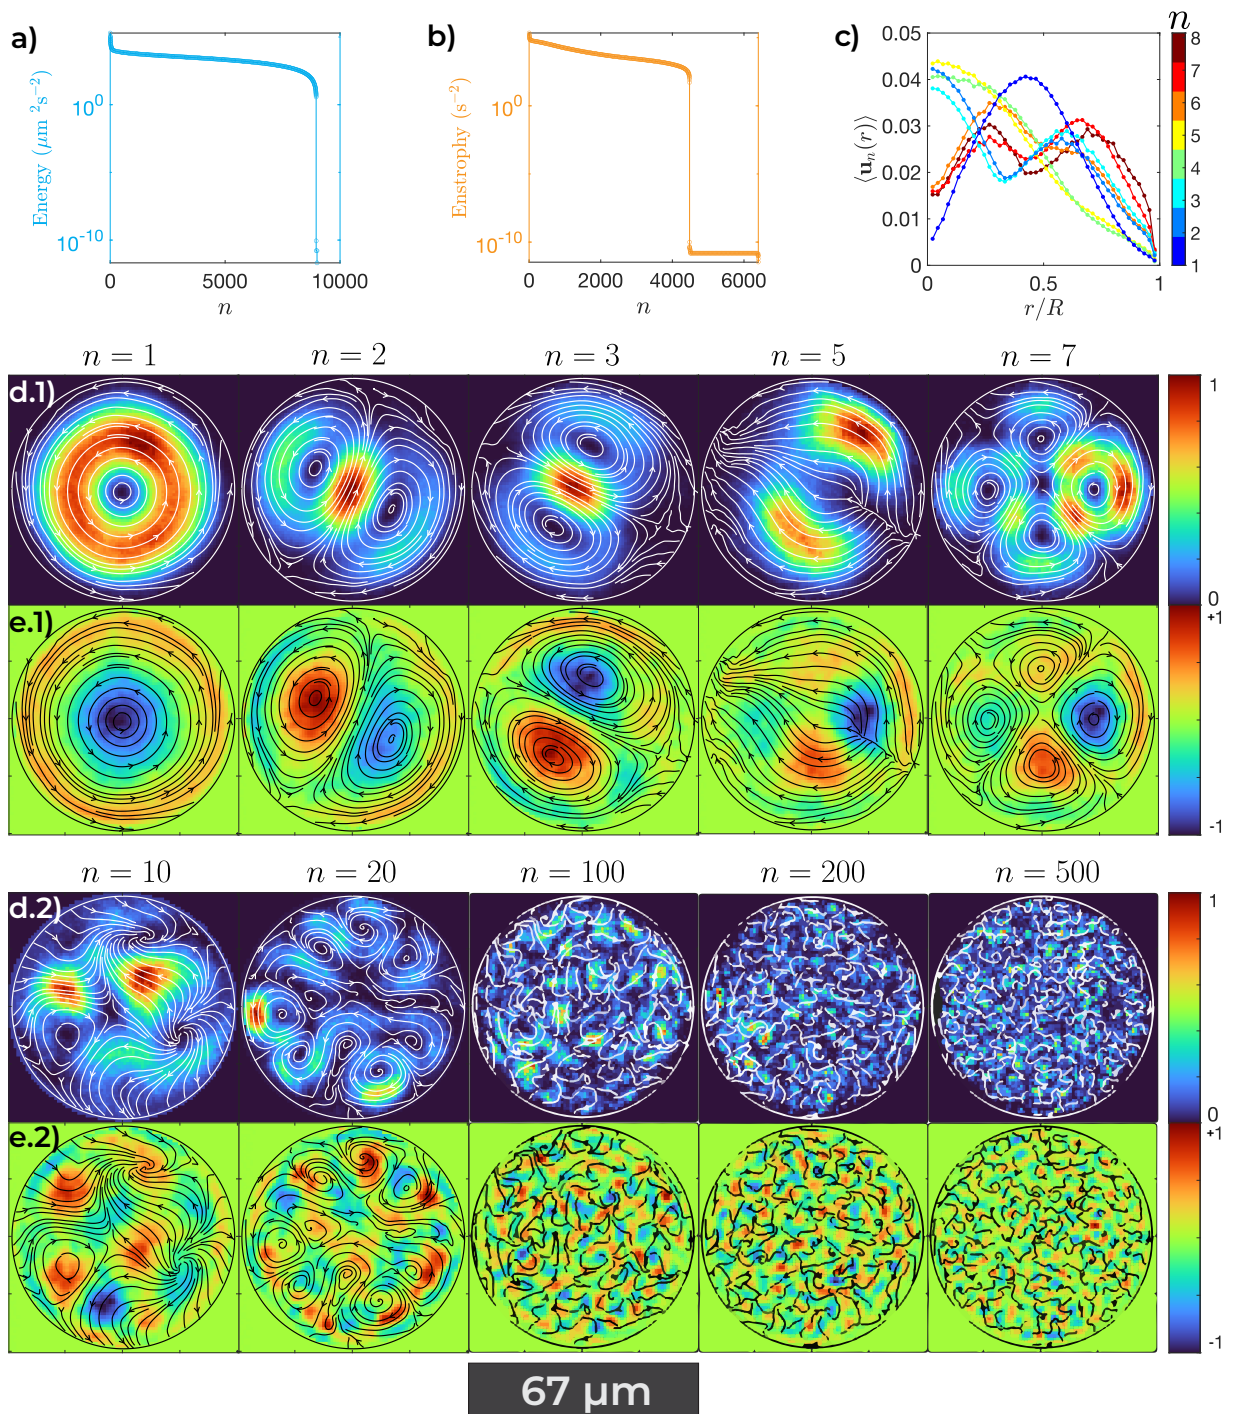 a)
Energy (μm ²s⁻²)
10⁰
10⁻¹⁰
0
5000
10000
n
b)
Enstrophy (s⁻²)
10⁰
10⁻¹⁰
0
2000
4000
6000
n
c)
⟨u_n(r)⟩
0.05
0.04
0.03
0.02
0.01
0
0
0.5
1
r/R
n
8
7
6
5
4
3
2
1
n = 1
n = 2
n = 3
n = 5
n = 7
d.1)
1
0
e.1)
+1
-1
n = 10
n = 20
n = 100
n = 200
n = 500
d.2)
1
0
e.2)
+1
-1
67 μm